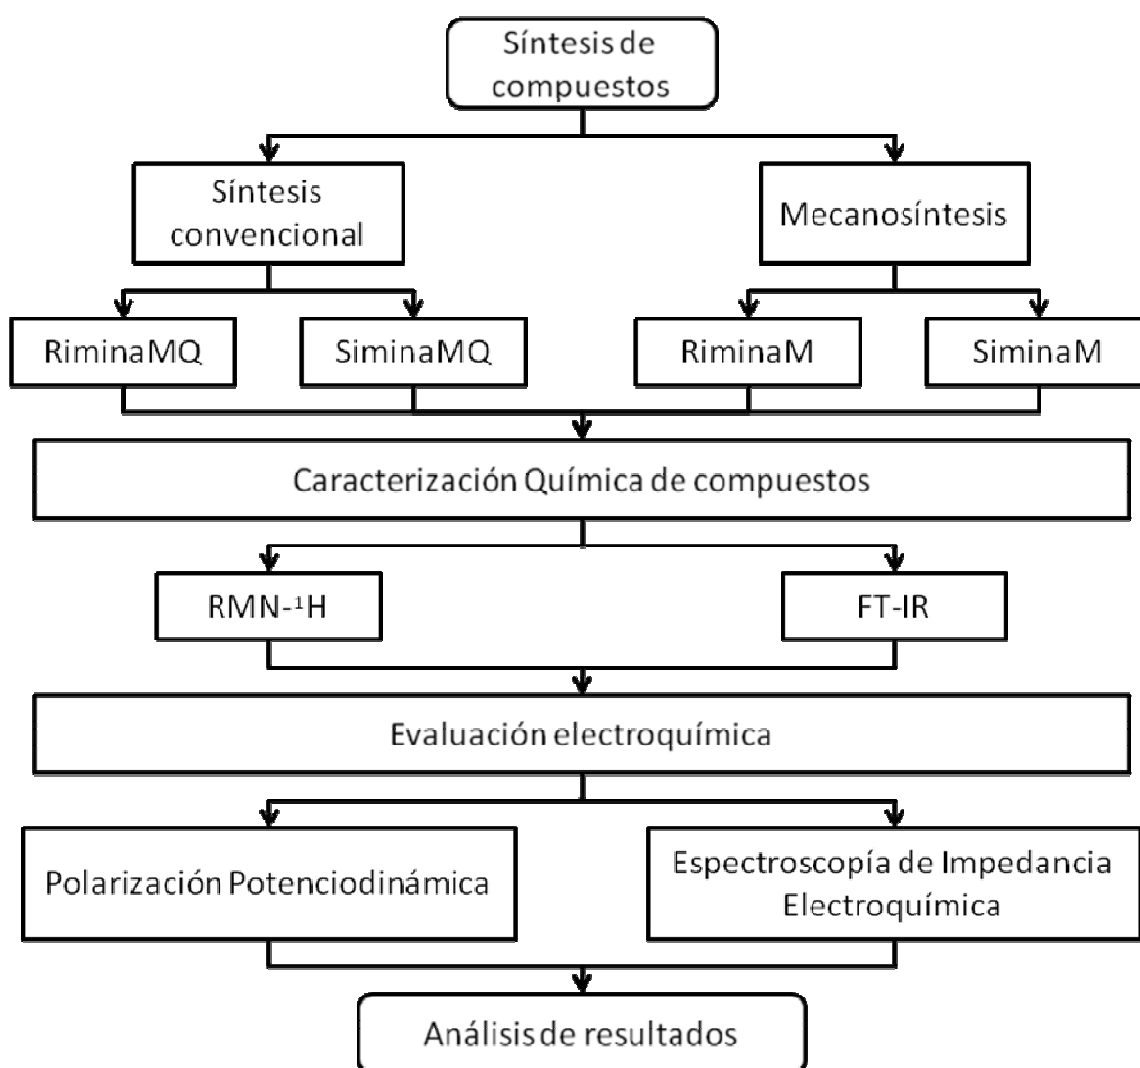 Síntesis de
compuestos
Síntesis
convencional
Mecanosíntesis
RiminaMQ
SiminaMQ
RiminaM
SiminaM
Caracterización Química de compuestos
RMN-¹H
FT-IR
Evaluación electroquímica
Polarización Potenciodinámica
Espectroscopía de Impedancia
Electroquímica
Análisis de resultados